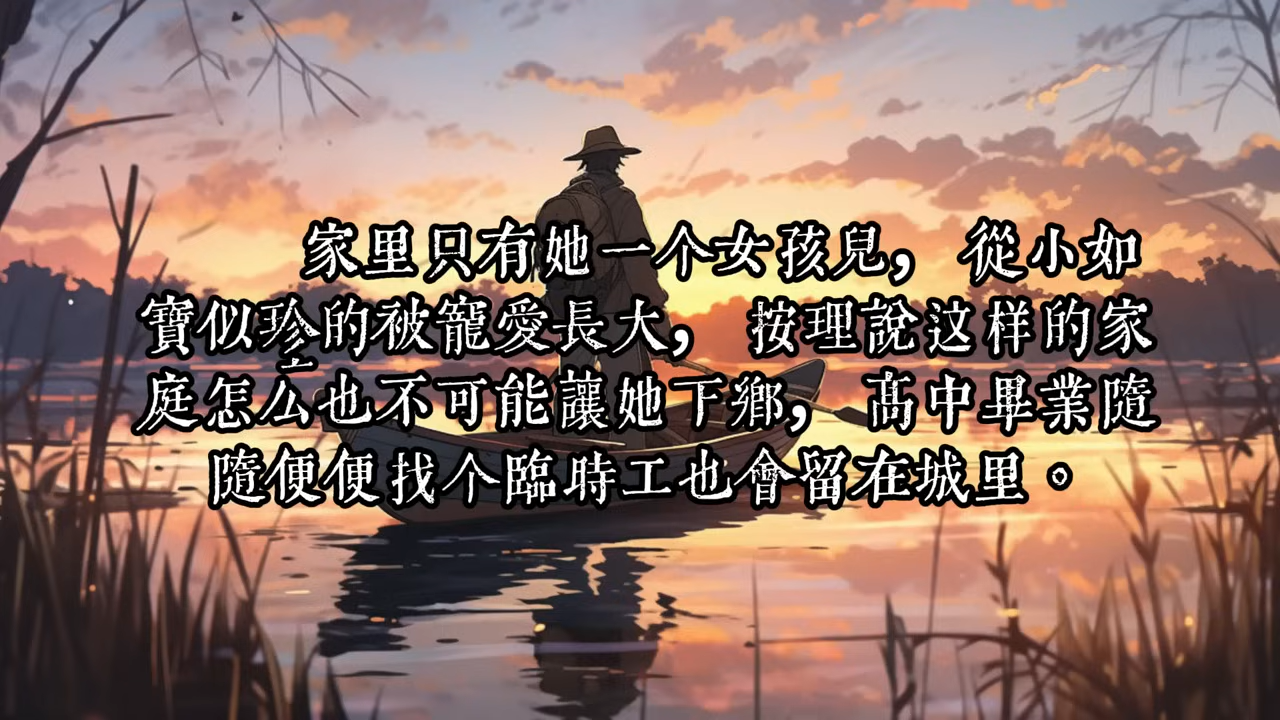 家里只有她一个女孩兒，從小如
寶似珍的被寵愛長大，按理說这样的家
庭怎么也不可能讓她下鄉，高中畢業隨
隨便便找个臨時工也會留在城里。